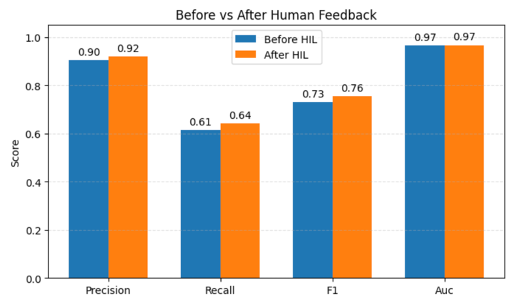 Before vs After Human Feedback
Before HIL
After HIL
Score
1.0
0.8
0.6
0.4
0.2
0.0
0.90
0.92
0.61
0.64
0.73
0.76
0.97
0.97
Precision
Recall
F1
Auc